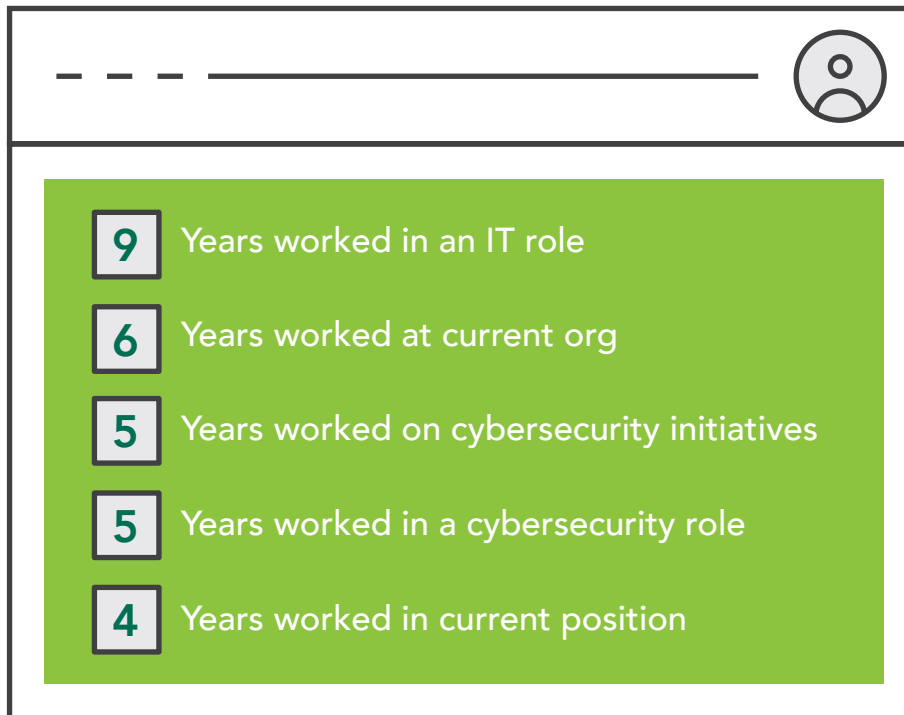 9 Years worked in an IT role
6 Years worked at current org
5 Years worked on cybersecurity initiatives
5 Years worked in a cybersecurity role
4 Years worked in current position